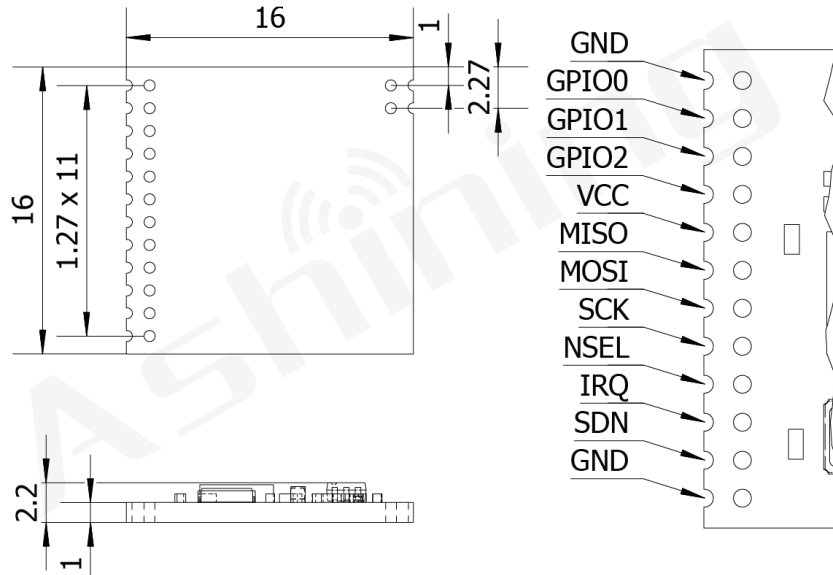 16
1
2.27
16
1.27 x 11
2.2
1
GND
GPIO0
GPIO1
GPIO2
VCC
MISO
MOSI
SCK
NSEL
IRQ
SDN
GND
Ashining